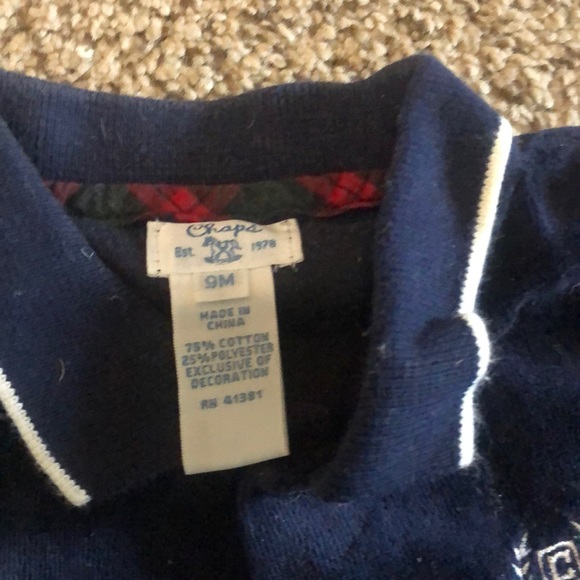 Chaps
Est. 1978
9M
MADE IN
CHINA
75% COTTON
25% POLYESTER
EXCLUSIVE OF
DECORATION
RN 41381
C